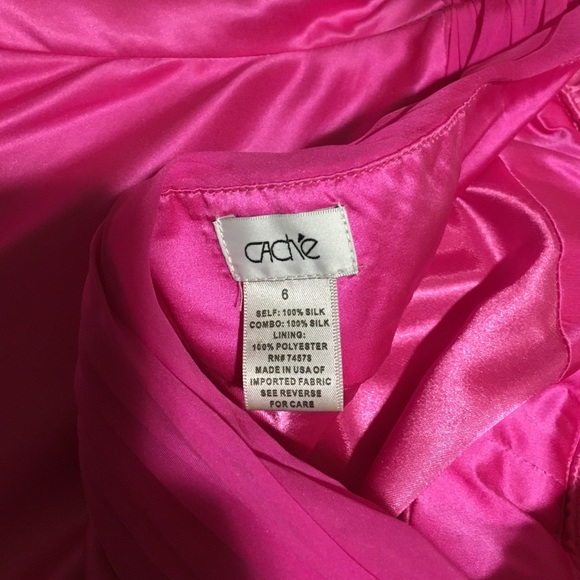 CAChé
6
SELF: 100% SILK
COMBO: 100% SILK
LINING:
100% POLYESTER
RN# 74578
MADE IN USA OF
IMPORTED FABRIC
SEE REVERSE
FOR CARE